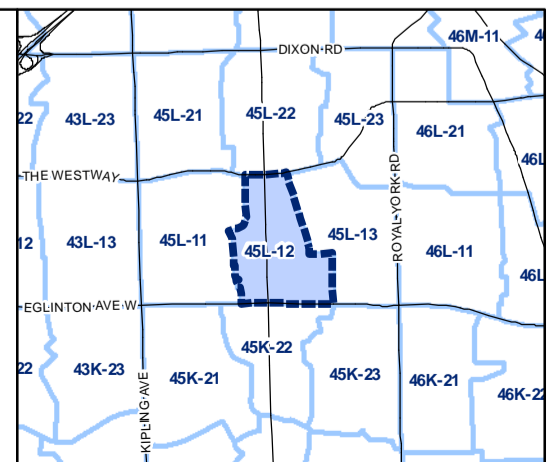 46M-11
4
DIXON RD
22
43L-23
45L-21
45L-22
45L-23
46L-21
46L
THE WESTWAY
ROYAL YORK RD
12
43L-13
45L-11
45L-12
45L-13
46L-11
46L
EGLINTON AVE W
45K-22
22
43K-23
45K-21
45K-23
46K-21
46K-22
KIPLING AVE